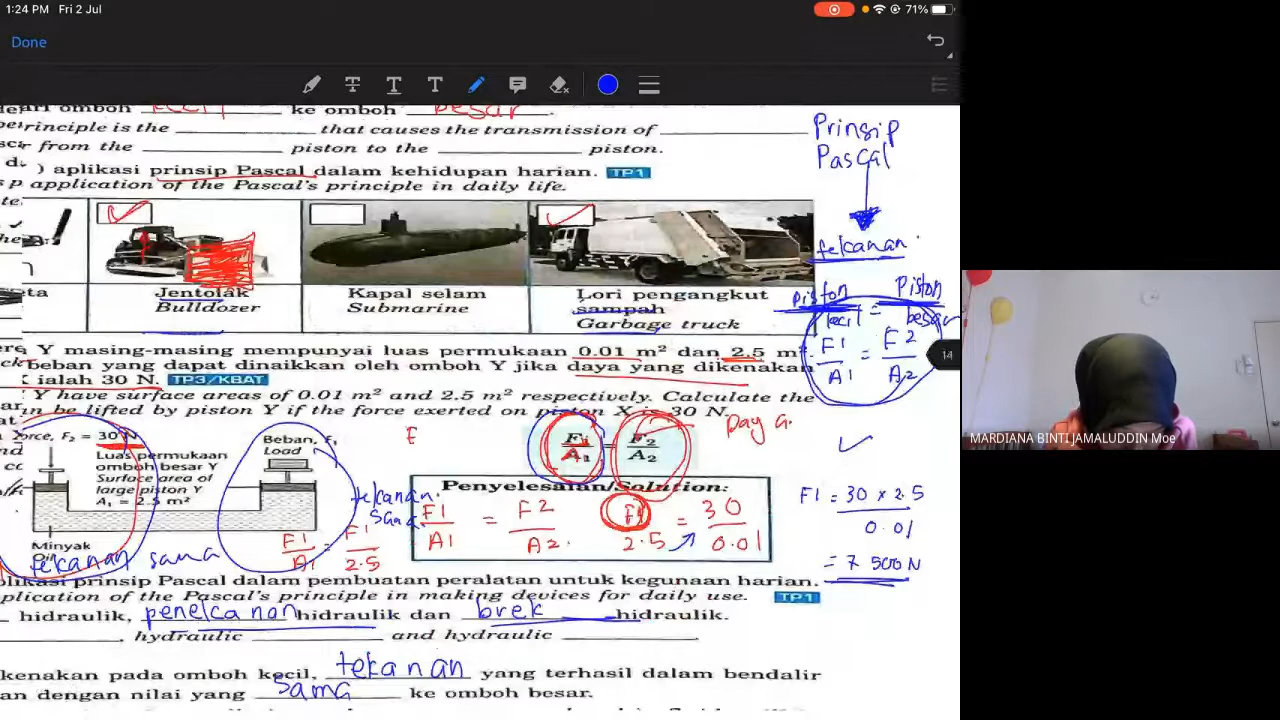 1:24 PM Fri 2 Jul
71%
Done
ari omboh kecil ke omboh besar.
rinciple is the that causes the transmission of
from the piston to the piston.
) aplikasi prinsip Pascal dalam kehidupan harian. TP1
application of the Pascal's principle in daily life.
Jentolak
Bulldozer
Kapal selam
Submarine
Lori pengangkut
sampah
Garbage truck
Y masing-masing mempunyai luas permukaan 0.01 m² dan 2.5 m².
beban yang dapat dinaikkan oleh omboh Y jika daya yang dikenakan
ialah 30 N. TP3/KBAT
Y have surface areas of 0.01 m² and 2.5 m² respectively. Calculate the
be lifted by piston Y if the force exerted on piston X is 30 N.
orce, F₂ = 30 N
Luas permukaan
omboh besar Y
Surface area of
large piston Y
A₁ = 2.5 m²
Beban, F₁
Load
Minyak
tekanan sama
tekanan
sama
F1 / A1 = F1 / 2.5
F₁ / A₁ = F₂ / A₂
Penyelesaian/Solution:
F1 / A1 = F2 / A2
F1 / 2.5 = 30 / 0.01
Prinsip
Pascal
tekanan
piston kecil = Piston besar
F1 / A1 = F2 / A2
14
F1 = 30 × 2.5
0.01
= 7 500 N
plikasi prinsip Pascal dalam pembuatan peralatan untuk kegunaan harian.
plication of the Pascal's principle in making devices for daily use. TP1
hidraulik, penekanan hidraulik dan brek hidraulik.
hydraulic and hydraulic
kenakan pada omboh kecil, tekanan yang terhasil dalam bendalir
an dengan nilai yang sama ke omboh besar.
MARDIANA BINTI JAMALUDDIN Moe